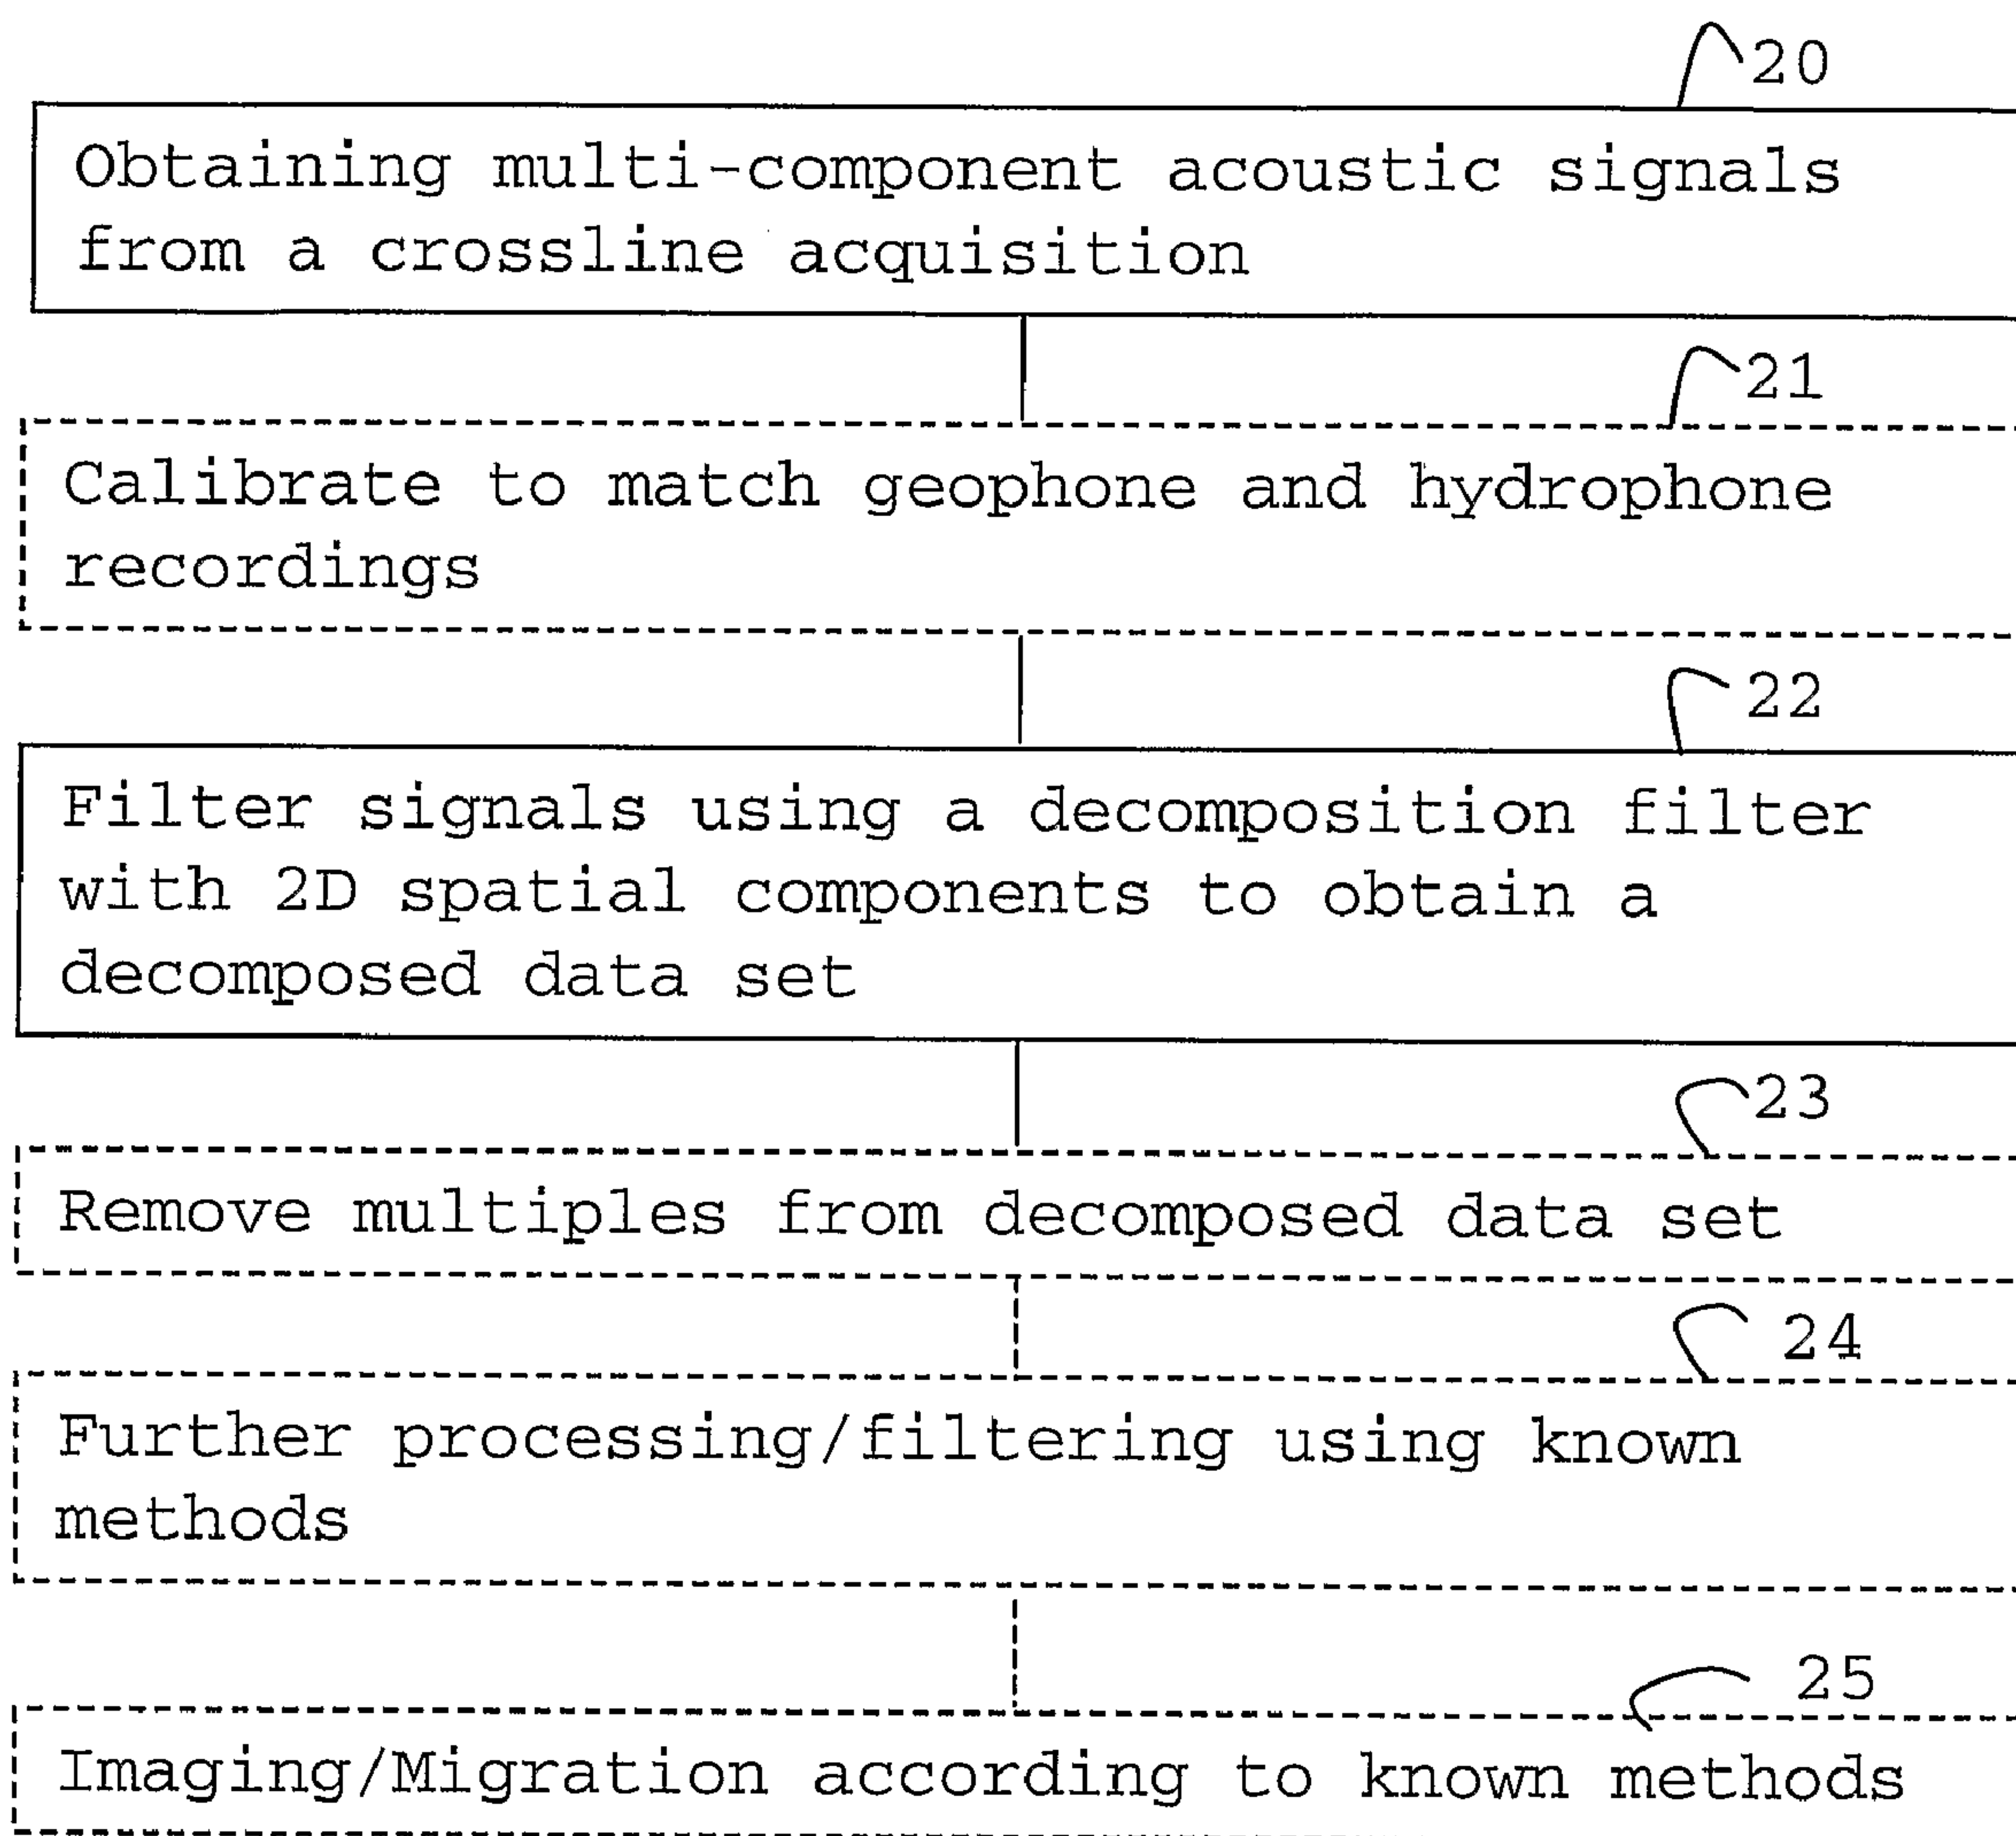 20
Obtaining multi-component acoustic signals
from a crossline acquisition
21
Calibrate to match geophone and hydrophone
recordings
22
Filter signals using a decomposition filter
with 2D spatial components to obtain a
decomposed data set
23
Remove multiples from decomposed data set
24
Further processing/filtering using known
methods
25
Imaging/Migration according to known methods